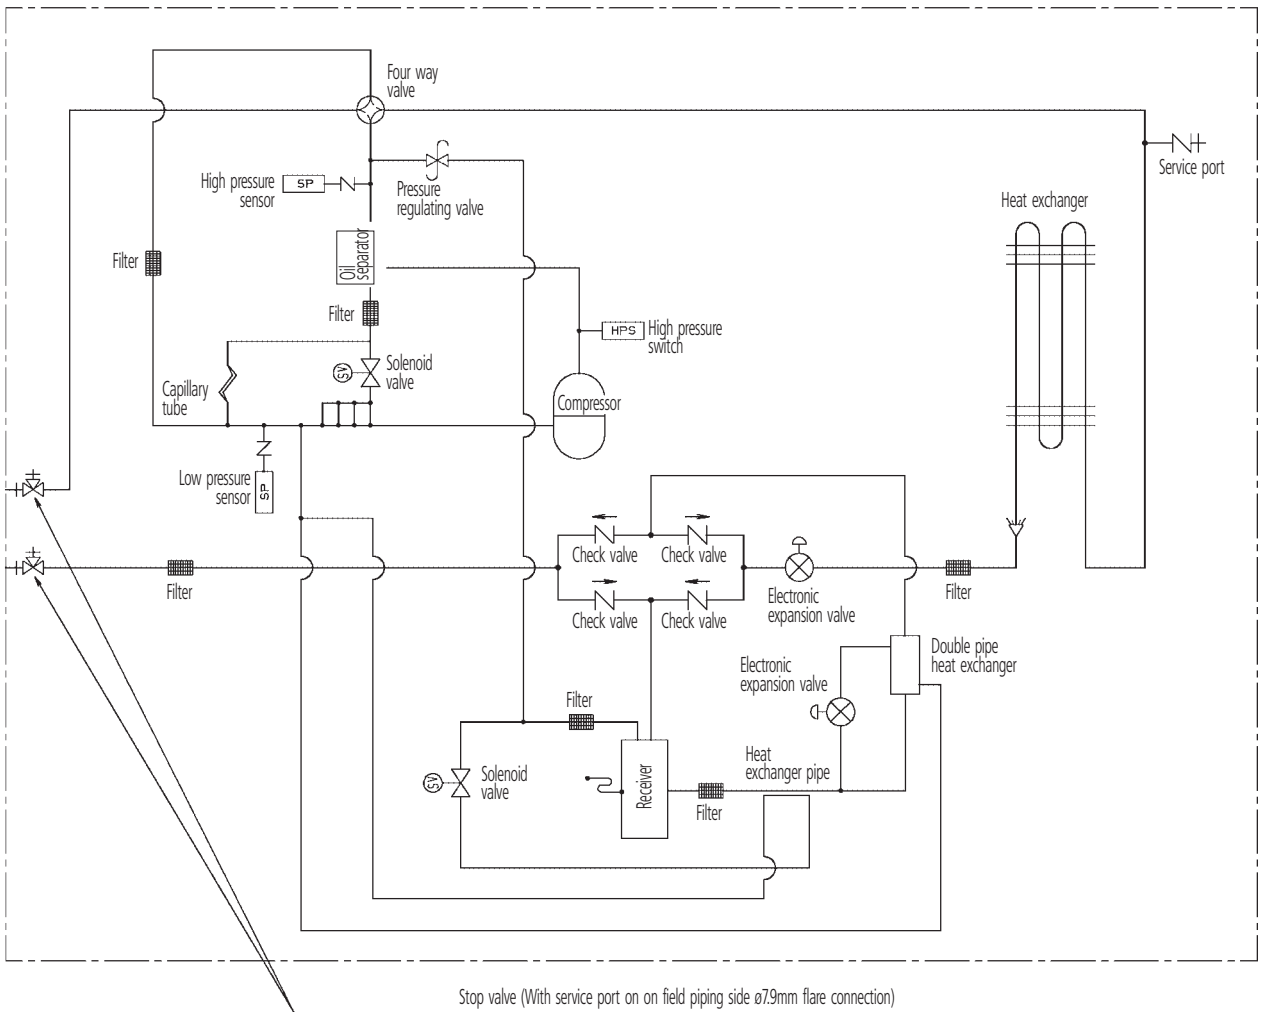 Four way
valve
High pressure
sensor
SP
Pressure
regulating valve
Service port
Heat exchanger
Filter
Oil
separator
Filter
HPS
High pressure
switch
SV
Solenoid
valve
Capillary
tube
Compressor
Low pressure
sensor
SP
Check valve
Check valve
Filter
Electronic
expansion valve
Filter
Check valve
Check valve
Double pipe
heat exchanger
Electronic
expansion valve
Filter
Heat
exchanger pipe
SV
Solenoid
valve
Receiver
Filter
Stop valve (With service port on on field piping side ø7.9mm flare connection)